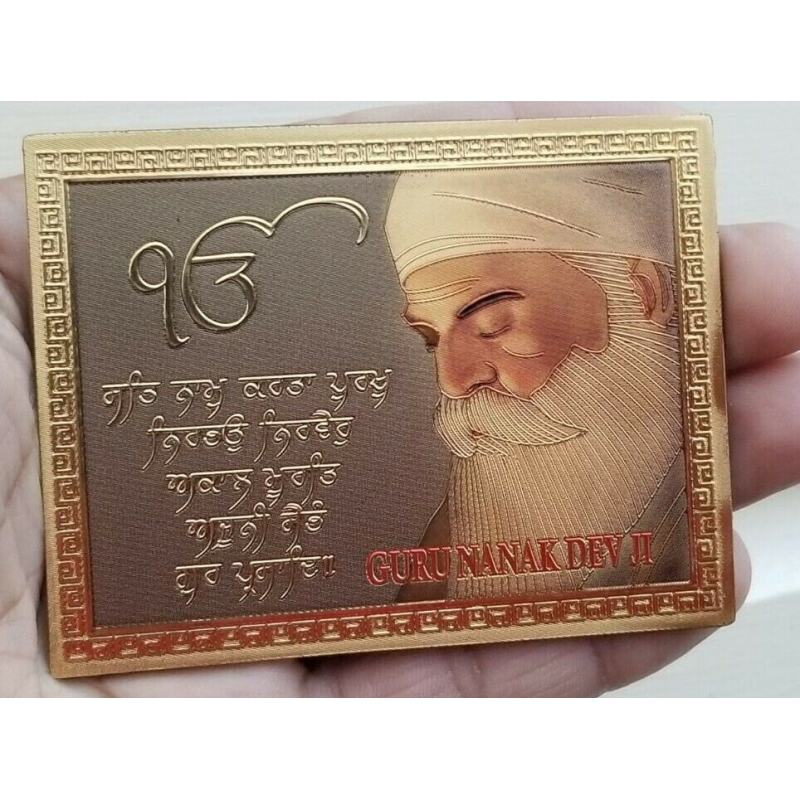 ੴ
ਸਤਿ ਨਾਮੁ ਕਰਤਾ ਪੁਰਖੁ
ਨਿਰਭਉ ਨਿਰਵੈਰੁ
ਅਕਾਲ ਮੂਰਤਿ
ਅਜੂਨੀ ਸੈਭੰ
ਗੁਰ ਪ੍ਰਸਾਦਿ॥
GURU NANAK DEV JI